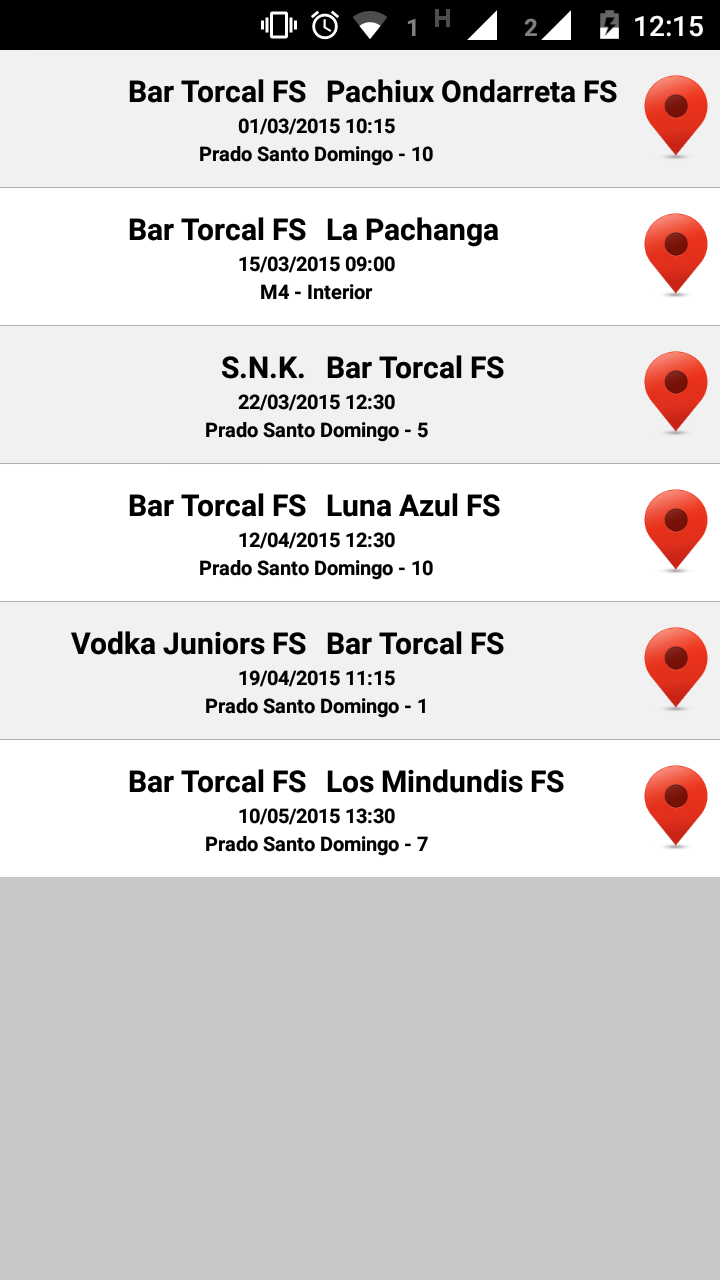 1 H 2 12:15
Bar Torcal FS Pachiux Ondarreta FS
01/03/2015 10:15
Prado Santo Domingo - 10
Bar Torcal FS La Pachanga
15/03/2015 09:00
M4 - Interior
S.N.K. Bar Torcal FS
22/03/2015 12:30
Prado Santo Domingo - 5
Bar Torcal FS Luna Azul FS
12/04/2015 12:30
Prado Santo Domingo - 10
Vodka Juniors FS Bar Torcal FS
19/04/2015 11:15
Prado Santo Domingo - 1
Bar Torcal FS Los Mindundis FS
10/05/2015 13:30
Prado Santo Domingo - 7